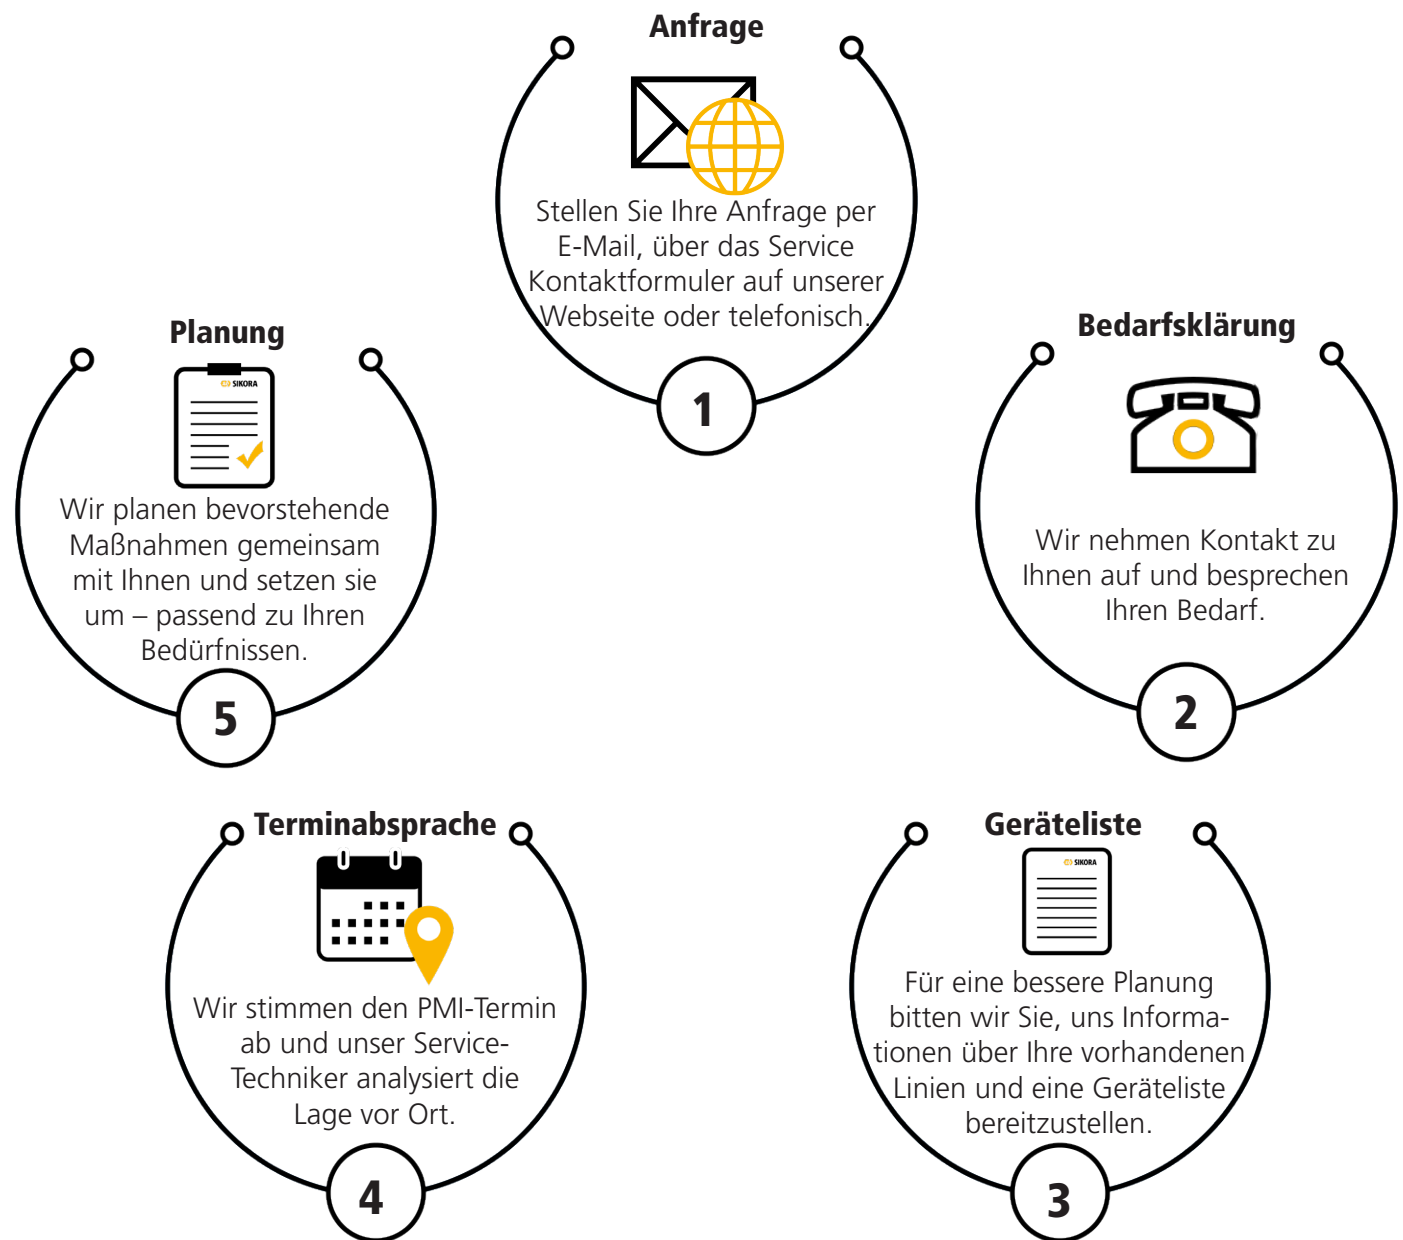 Anfrage
Stellen Sie Ihre Anfrage per
E-Mail, über das Service
Kontaktformuler auf unserer
Webseite oder telefonisch.
1
Bedarfsklärung
Wir nehmen Kontakt zu
Ihnen auf und besprechen
Ihren Bedarf.
2
Geräteliste
SIKORA
Für eine bessere Planung
bitten wir Sie, uns Informa-
tionen über Ihre vorhandenen
Linien und eine Geräteliste
bereitzustellen.
3
Terminabsprache
Wir stimmen den PMI-Termin
ab und unser Service-
Techniker analysiert die
Lage vor Ort.
4
Planung
SIKORA
Wir planen bevorstehende
Maßnahmen gemeinsam
mit Ihnen und setzen sie
um – passend zu Ihren
Bedürfnissen.
5